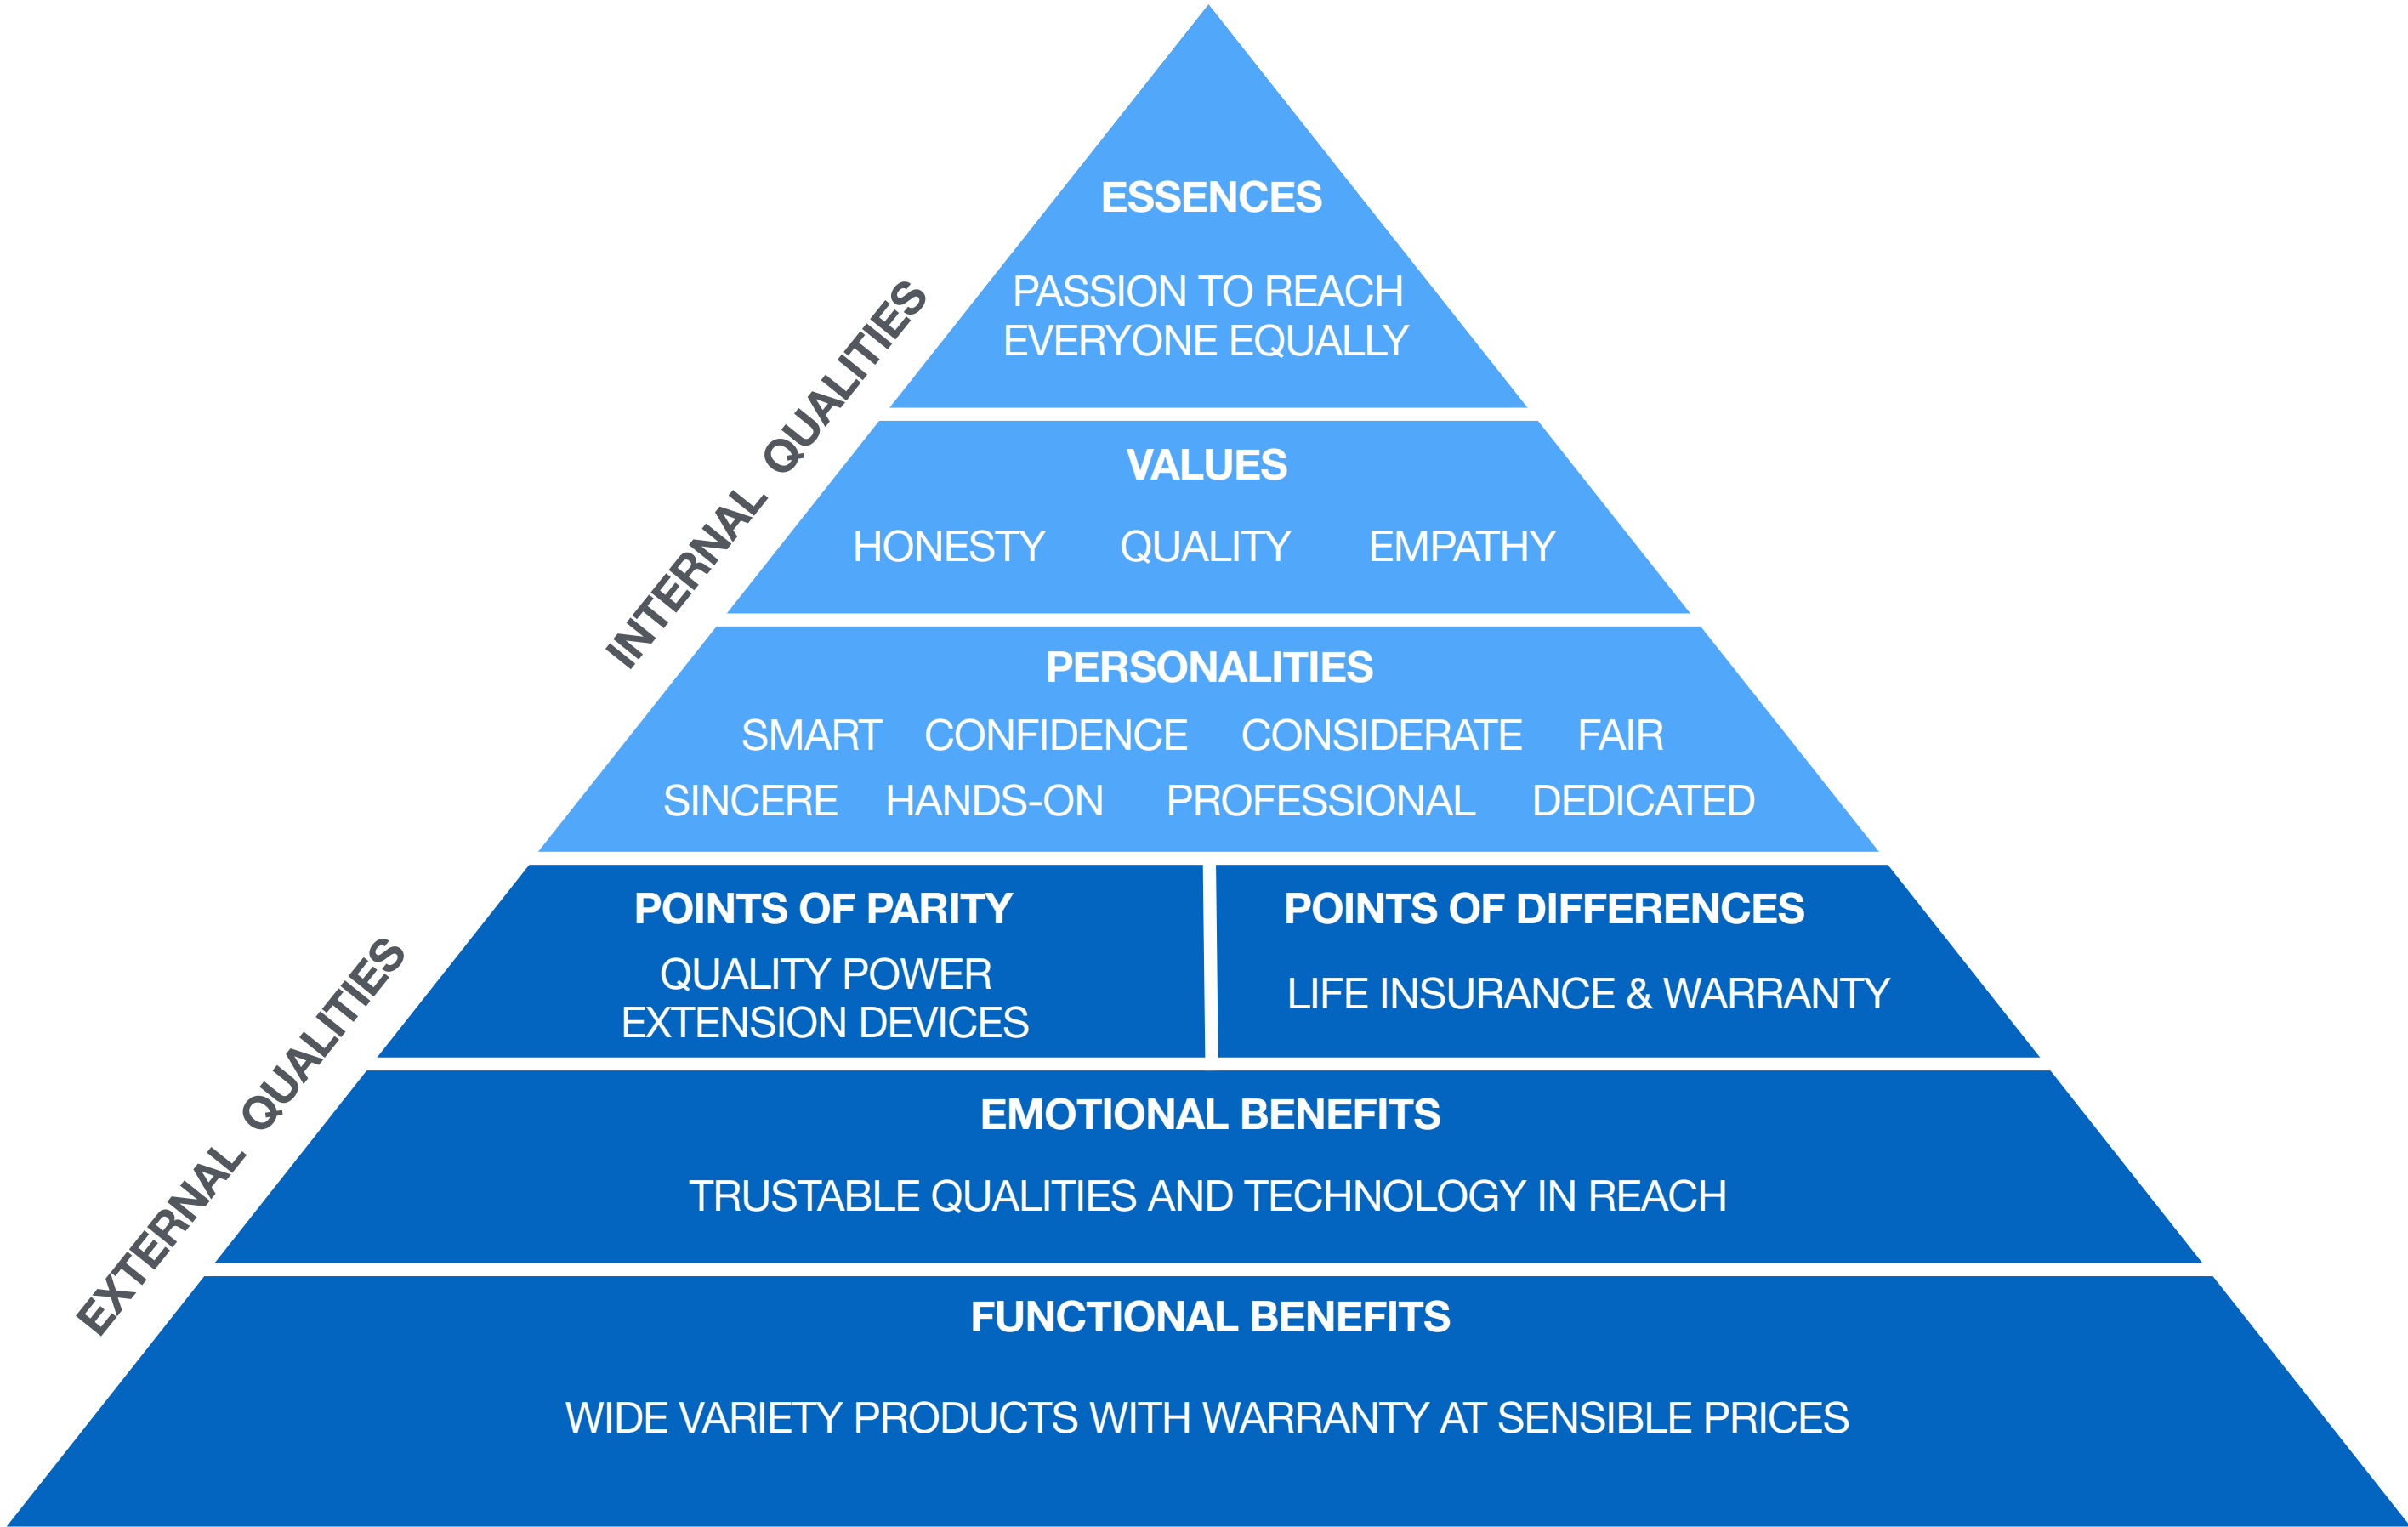 ESSENCES
PASSION TO REACH
EVERYONE EQUALLY
INTERNAL QUALITIES
VALUES
HONESTY QUALITY EMPATHY
PERSONALITIES
SMART CONFIDENCE CONSIDERATE FAIR
SINCERE HANDS-ON PROFESSIONAL DEDICATED
EXTERNAL QUALITIES
POINTS OF PARITY
QUALITY POWER
EXTENSION DEVICES
POINTS OF DIFFERENCES
LIFE INSURANCE & WARRANTY
EMOTIONAL BENEFITS
TRUSTABLE QUALITIES AND TECHNOLOGY IN REACH
FUNCTIONAL BENEFITS
WIDE VARIETY PRODUCTS WITH WARRANTY AT SENSIBLE PRICES